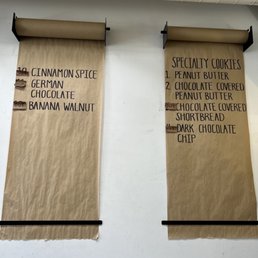 CINNAMON SPICE
GERMAN
CHOCOLATE
BANANA WALNUT
SPECIALTY COOKIES
1. PEANUT BUTTER
2. CHOCOLATE COVERED
PEANUT BUTTER
CHOCOLATE COVERED
SHORTBREAD
DARK CHOCOLATE
CHIP